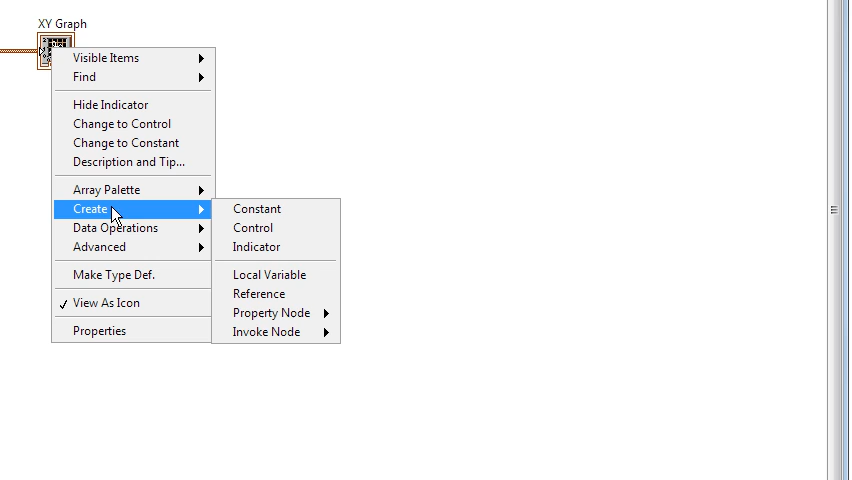 XY Graph
Visible Items
Find
Hide Indicator
Change to Control
Change to Constant
Description and Tip...
Array Palette
Create
Data Operations
Advanced
Make Type Def.
View As Icon
Properties
Constant
Control
Indicator
Local Variable
Reference
Property Node
Invoke Node